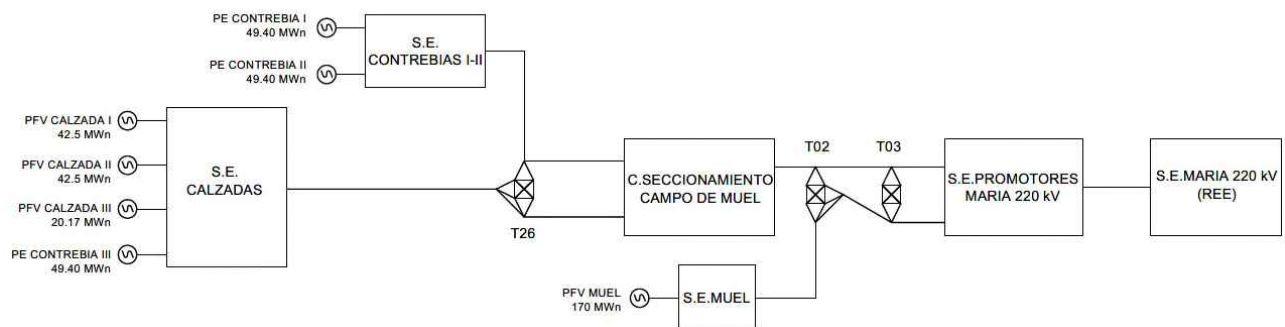 PE CONTREBIA I
49.40 MWn
PE CONTREBIA II
49.40 MWn
S.E.
CONTREBIAS I-II
PFV CALZADA I
42.5 MWn
PFV CALZADA II
42.5 MWn
PFV CALZADA III
20.17 MWn
PE CONTREBIA III
49.40 MWn
S.E.
CALZADAS
T26
C.SECCIONAMIENTO
CAMPO DE MUEL
T02
T03
S.E.PROMOTORES
MARIA 220 kV
S.E.MARIA 220 kV
(REE)
PFV MUEL
170 MWn
S.E.MUEL